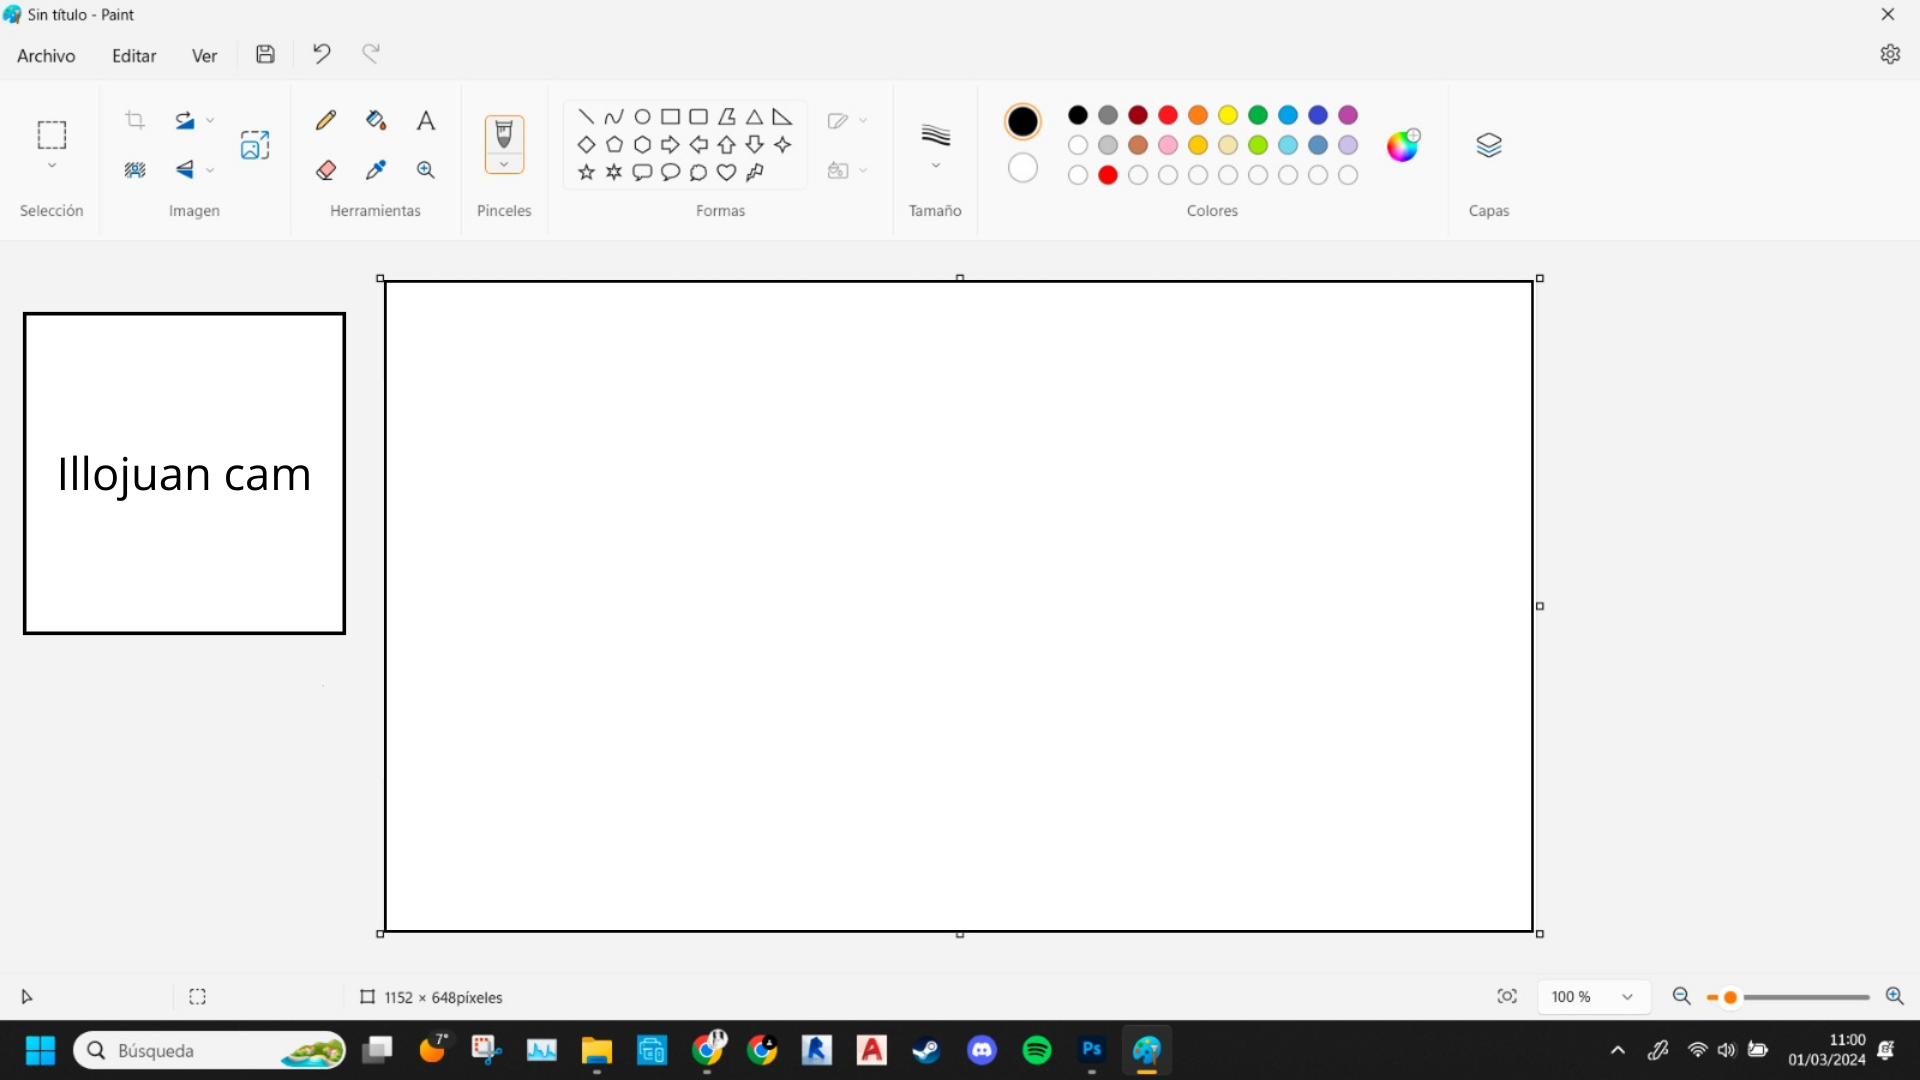 Sin título - Paint
Archivo Editar Ver
Selección Imagen Herramientas Pinceles Formas Tamaño Colores Capas
Illojuan cam
1152 × 648píxeles 100 %
Búsqueda 7° Ps 11:00
01/03/2024